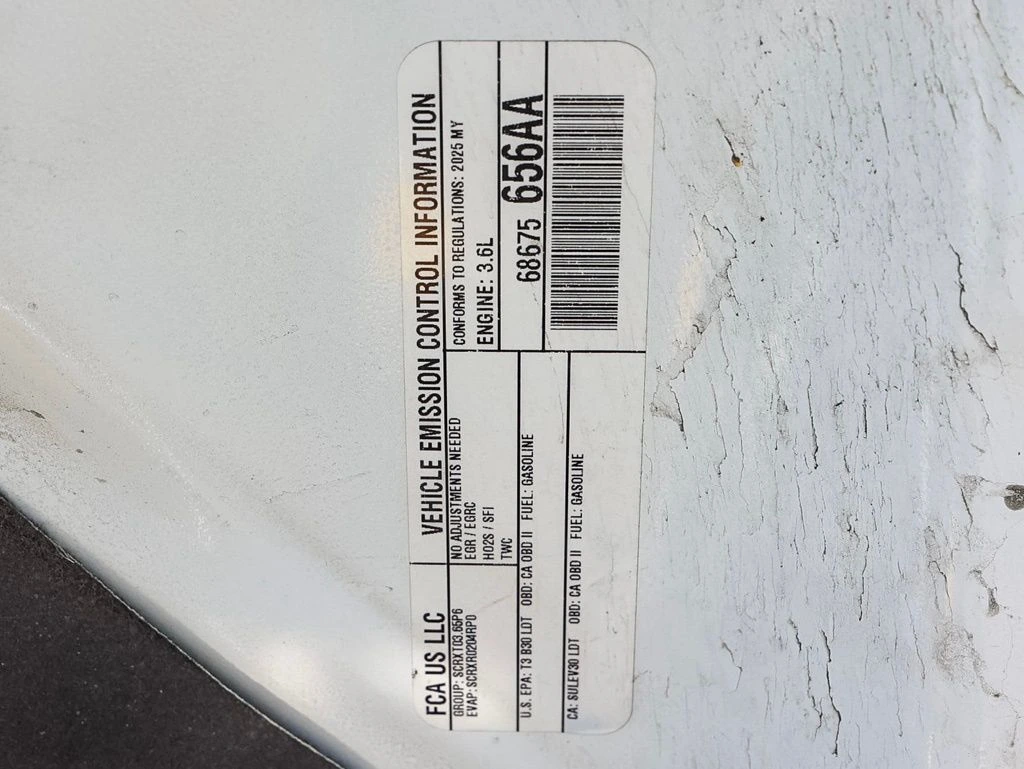 FCA US LLC
VEHICLE EMISSION CONTROL INFORMATION
GROUP: SCRXT03.65P6
EVAP: SCRXR0204RP0
NO ADJUSTMENTS NEEDED
EGR / EGRC
HO2S / SFI
TWC
CONFORMS TO REGULATIONS: 2025 MY
ENGINE: 3.6L
U.S. EPA: T3 B30 LDT OBD: CA OBD II FUEL: GASOLINE
CA: SULEV30 LDT OBD: CA OBD II FUEL: GASOLINE
68675 656AA